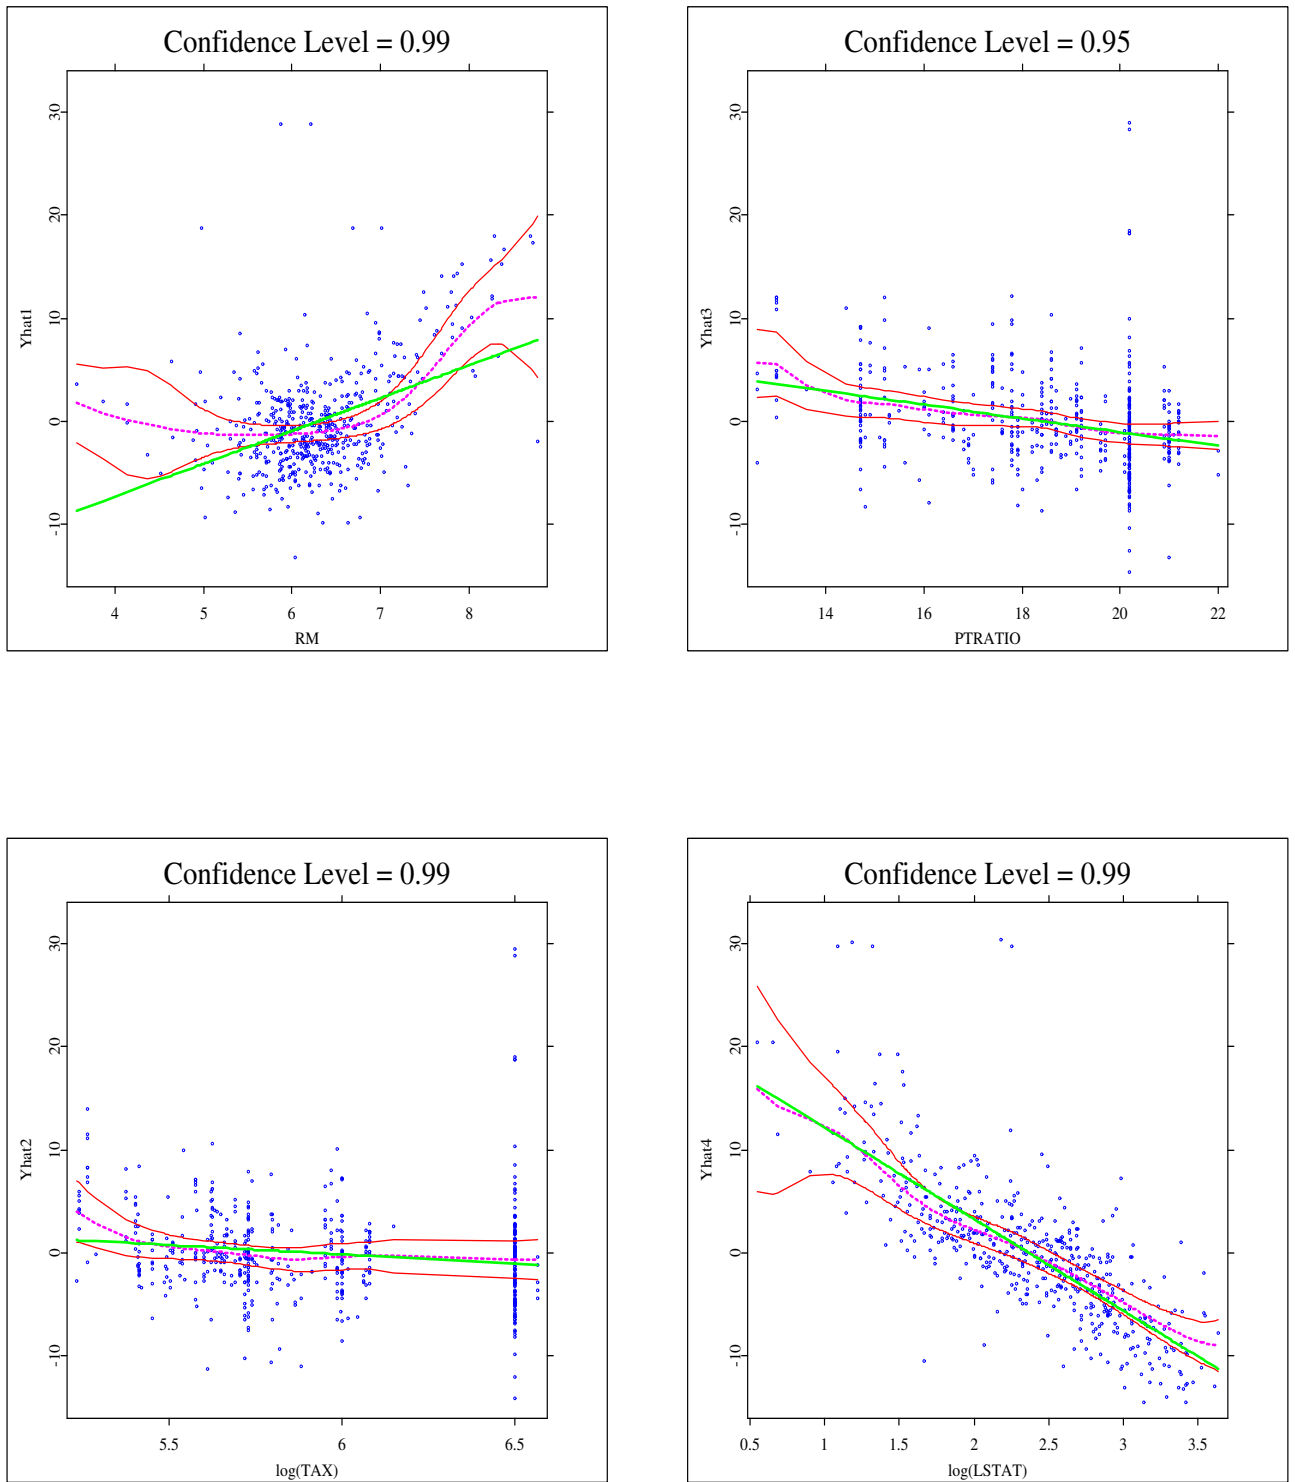 Confidence Level = 0.99
Yhat1
30
20
10
0
-10
4 5 6 7 8
RM
Confidence Level = 0.95
Yhat3
30
20
10
0
-10
14 16 18 20 22
PTRATIO
Confidence Level = 0.99
Yhat2
30
20
10
0
-10
5.5 6 6.5
log(TAX)
Confidence Level = 0.99
Yhat4
30
20
10
0
-10
0.5 1 1.5 2 2.5 3 3.5
log(LSTAT)